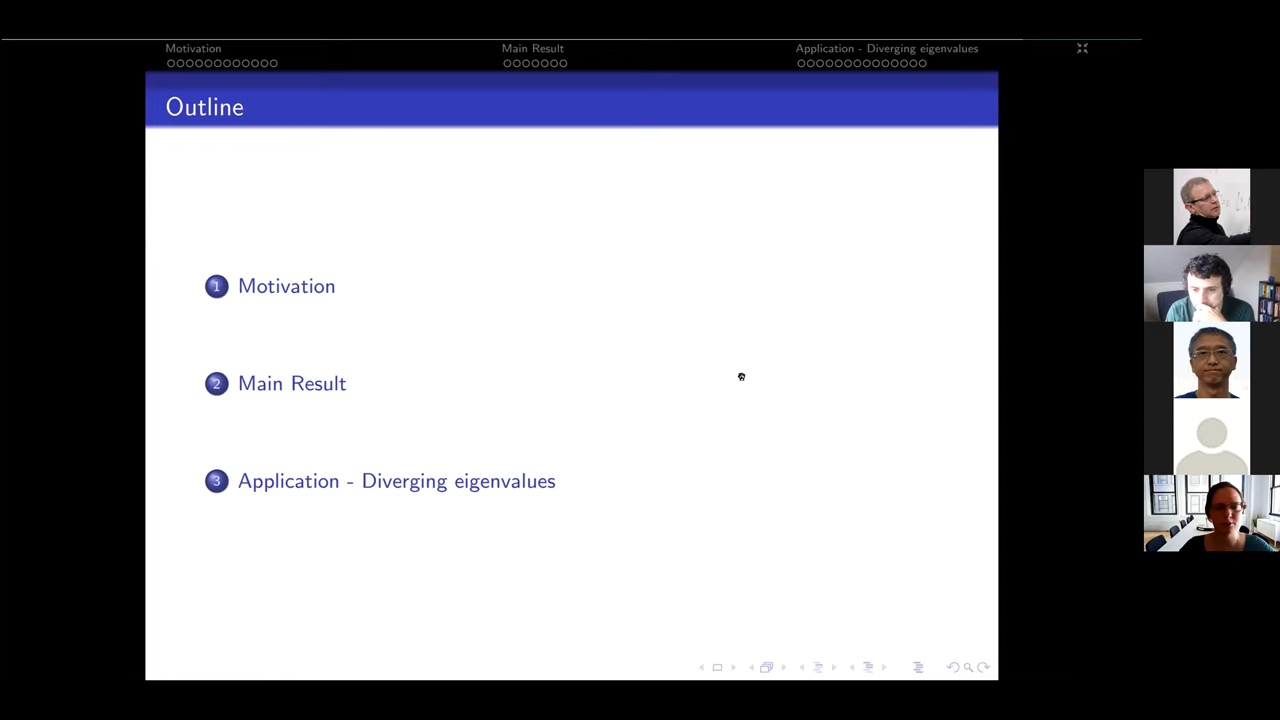 Motivation
Main Result
Application - Diverging eigenvalues
Outline
1 Motivation
2 Main Result
3 Application - Diverging eigenvalues